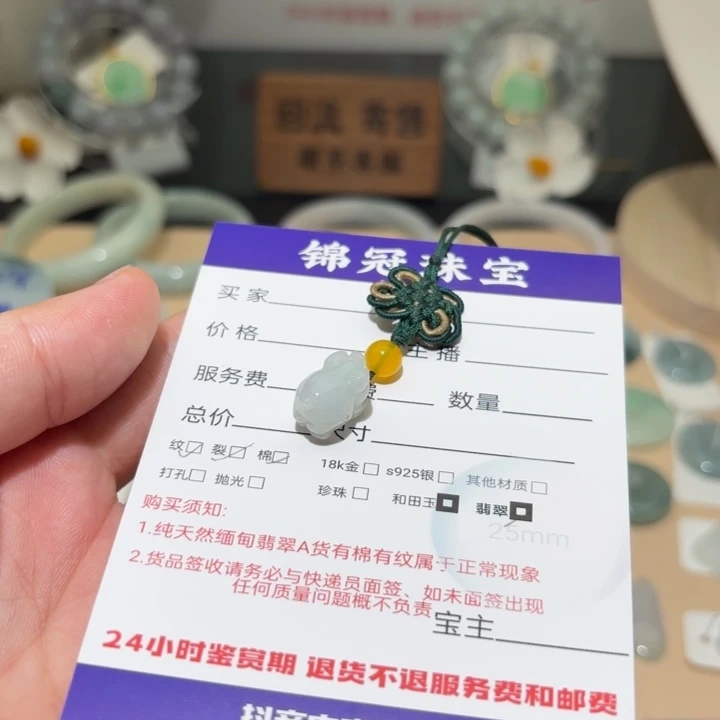 锦冠珠宝
买家
价格 主播
服务费 费 数量
总价 尺寸
纹 裂 棉 18k金 s925银 其他材质
打孔 抛光 珍珠 和田玉 翡翠
25mm
购买须知:
1.纯天然缅甸翡翠A货有棉有纹属于正常现象
2.货品签收请务必与快递员面签、如未面签出现
任何质量问题概不负责
宝主
24小时鉴赏期 退货不退服务费和邮费